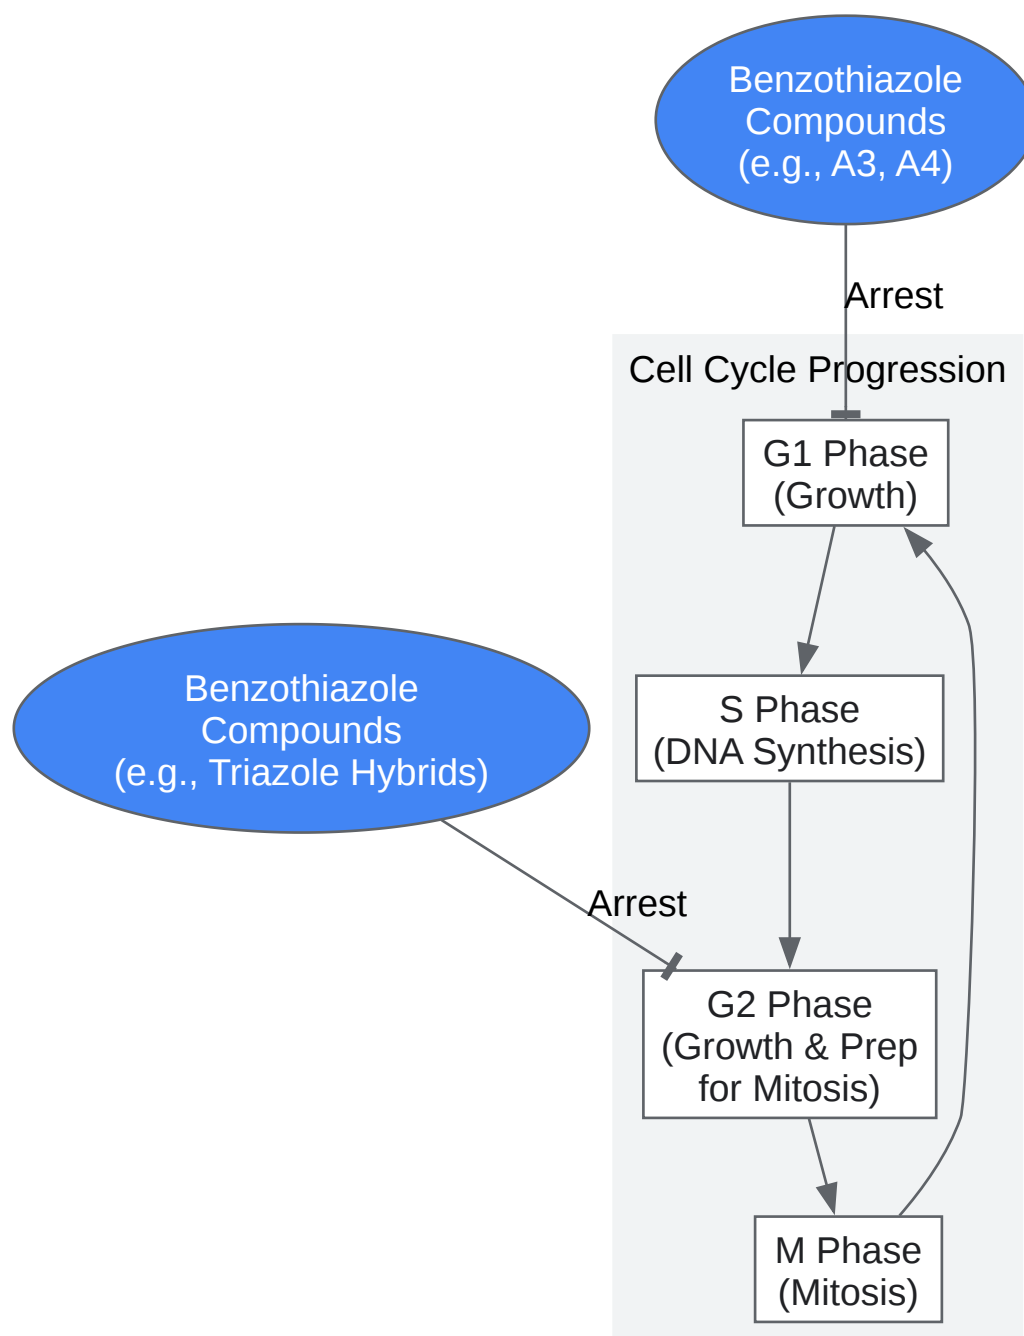 Benzothiazole
Compounds
(e.g., A3, A4)
Arrest
Cell Cycle Progression
G1 Phase
(Growth)
S Phase
(DNA Synthesis)
Benzothiazole
Compounds
(e.g., Triazole Hybrids)
Arrest
G2 Phase
(Growth & Prep
for Mitosis)
M Phase
(Mitosis)